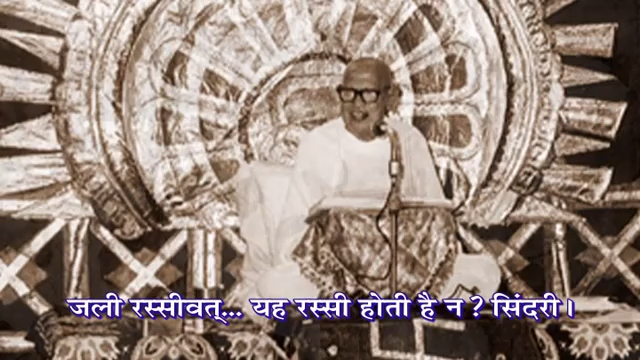 जली रस्सीवत्... यह रस्सी होती है न ? सिंदरी ।